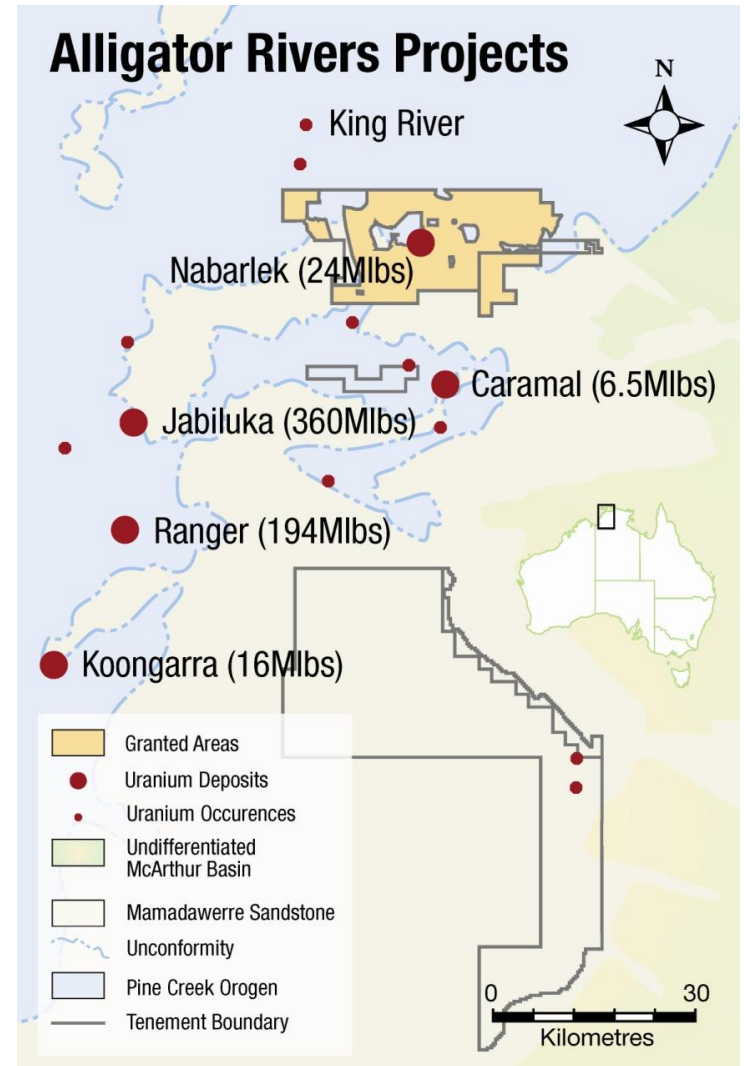 Alligator Rivers Projects
N
King River
Nabarlek (24Mlbs)
Caramal (6.5Mlbs)
Jabiluka (360Mlbs)
Ranger (194Mlbs)
Koongarra (16Mlbs)
Granted Areas
Uranium Deposits
Uranium Occurences
Undifferentiated
McArthur Basin
Mamadawerre Sandstone
Unconformity
Pine Creek Orogen
Tenement Boundary
0 30
Kilometres